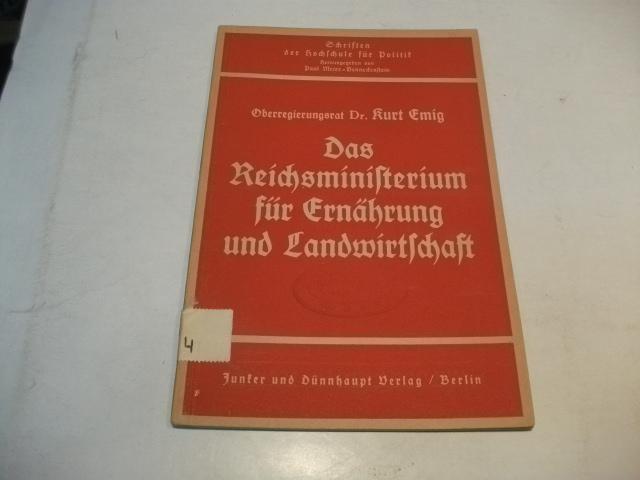 Schriften
der Hochschule für Politik
Herausgegeben von
Paul Meier-Benneckenstein
Oberregierungsrat Dr. Kurt Emig
Das
Reichsministerium
für Ernährung
und Landwirtschaft
4
Junker und Dünnhaupt Verlag / Berlin